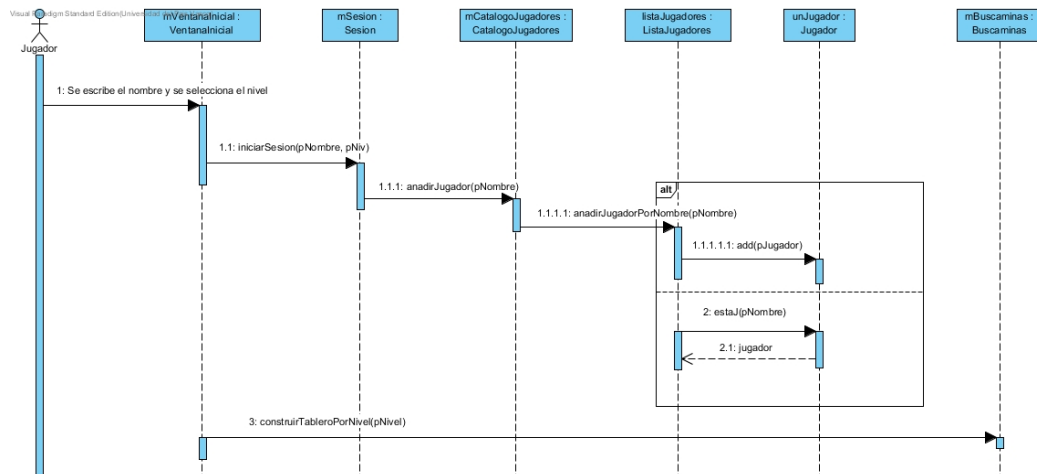 Visual Paradigm Standard Edition(Universidad
mVentanaInicial :
VentanaInicial
mSesion :
Sesion
mCatalogoJugadores :
CatalogoJugadores
listaJugadores :
ListaJugadores
unJugador :
Jugador
mBuscaminas :
Buscaminas
Jugador
1: Se escribe el nombre y se selecciona el nivel
1.1: iniciarSesion(pNombre, pNiv)
1.1.1: anadirJugador(pNombre)
alt
1.1.1.1: anadirJugadorPorNombre(pNombre)
1.1.1.1.1: add(pJugador)
2: estaJ(pNombre)
2.1: jugador
3: construirTableroPorNivel(pNivel)